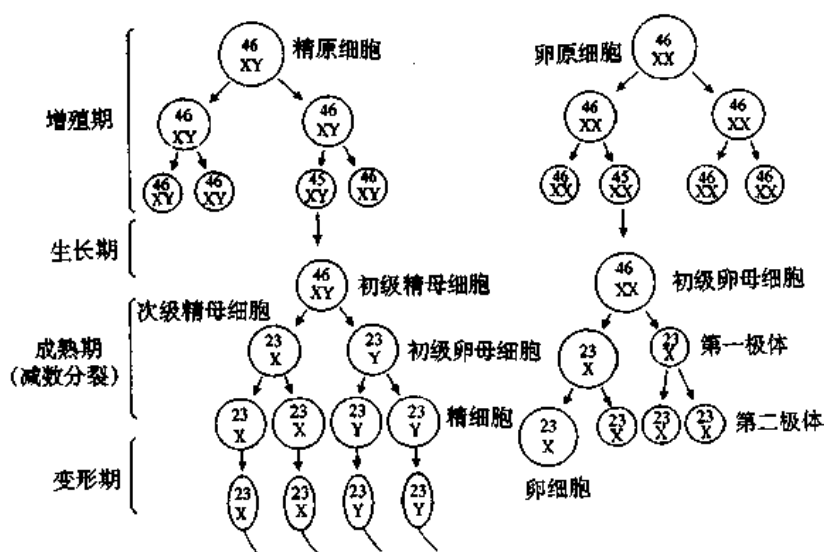 46 XY 精原细胞
卵原细胞 46 XX
增殖期
46 XY 46 XY 46 XX 46 XX
46 XY 46 XY 45 XY 46 XY 46 XX 45 XX 46 XX 46 XX
生长期
46 XY 初级精母细胞 46 XX 初级卵母细胞
次级精母细胞
成熟期
(减数分裂)
23 X 23 Y 初级卵母细胞 23 X 23 X 第一极体
23 X 23 X 23 Y 23 Y 精细胞 23 X 23 X 23 X 23 X 第二极体
卵细胞
变形期
23 X 23 X 23 Y 23 Y